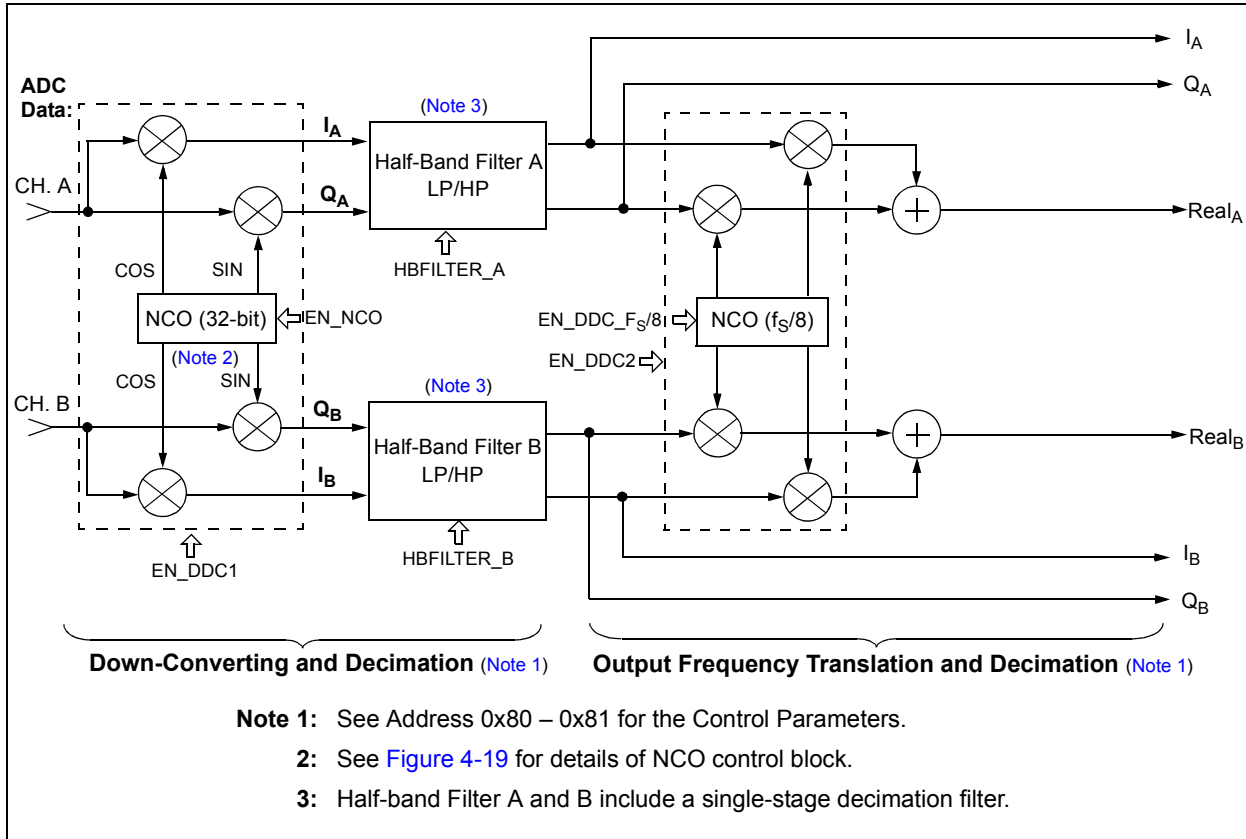 I_A
Q_A
ADC
Data:
(Note 3)
I_A
Half-Band Filter A
LP/HP
CH. A
Q_A
Real_A
HBFILTER_A
COS
SIN
NCO (32-bit)
EN_NCO
EN_DDC_F_S/8
NCO (f_S/8)
(Note 2)
EN_DDC2
COS
SIN
(Note 3)
CH. B
Q_B
Half-Band Filter B
LP/HP
Real_B
I_B
HBFILTER_B
EN_DDC1
I_B
Q_B
Down-Converting and Decimation (Note 1)
Output Frequency Translation and Decimation (Note 1)
Note 1: See Address 0x80 – 0x81 for the Control Parameters.
2: See Figure 4-19 for details of NCO control block.
3: Half-band Filter A and B include a single-stage decimation filter.